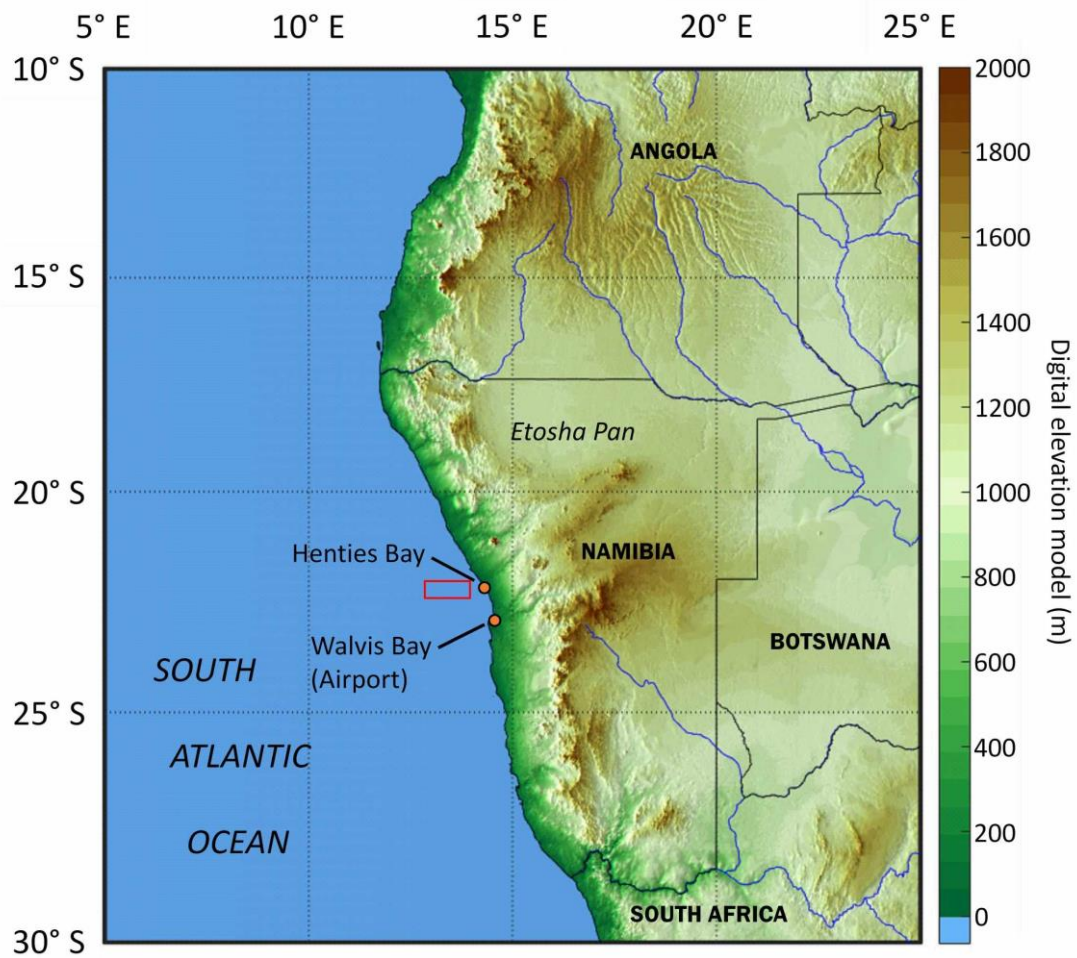 5° E 10° E 15° E 20° E 25° E
10° S
15° S
20° S
25° S
30° S
ANGOLA
Etosha Pan
NAMIBIA
Henties Bay
Walvis Bay
(Airport)
BOTSWANA
SOUTH
ATLANTIC
OCEAN
SOUTH AFRICA
2000
1800
1600
1400
1200
1000
800
600
400
200
0
Digital elevation model (m)